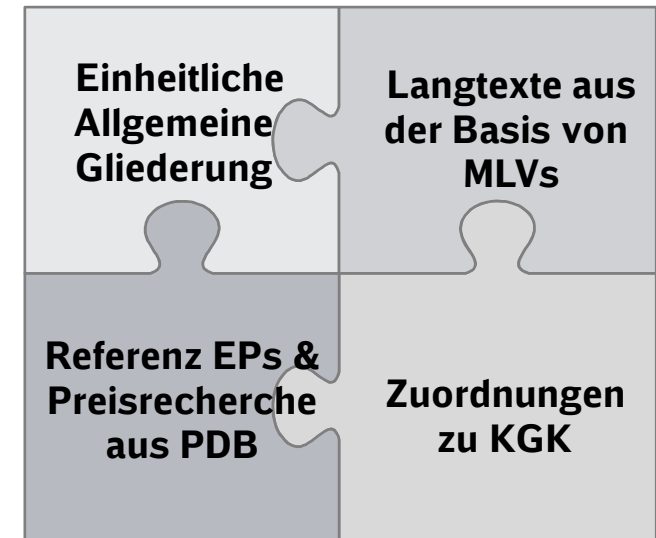 Einheitliche
Allgemeine
Gliederung
Langtexte aus
der Basis von
MLVs
Referenz EPs &
Preisrecherche
aus PDB
Zuordnungen
zu KGK